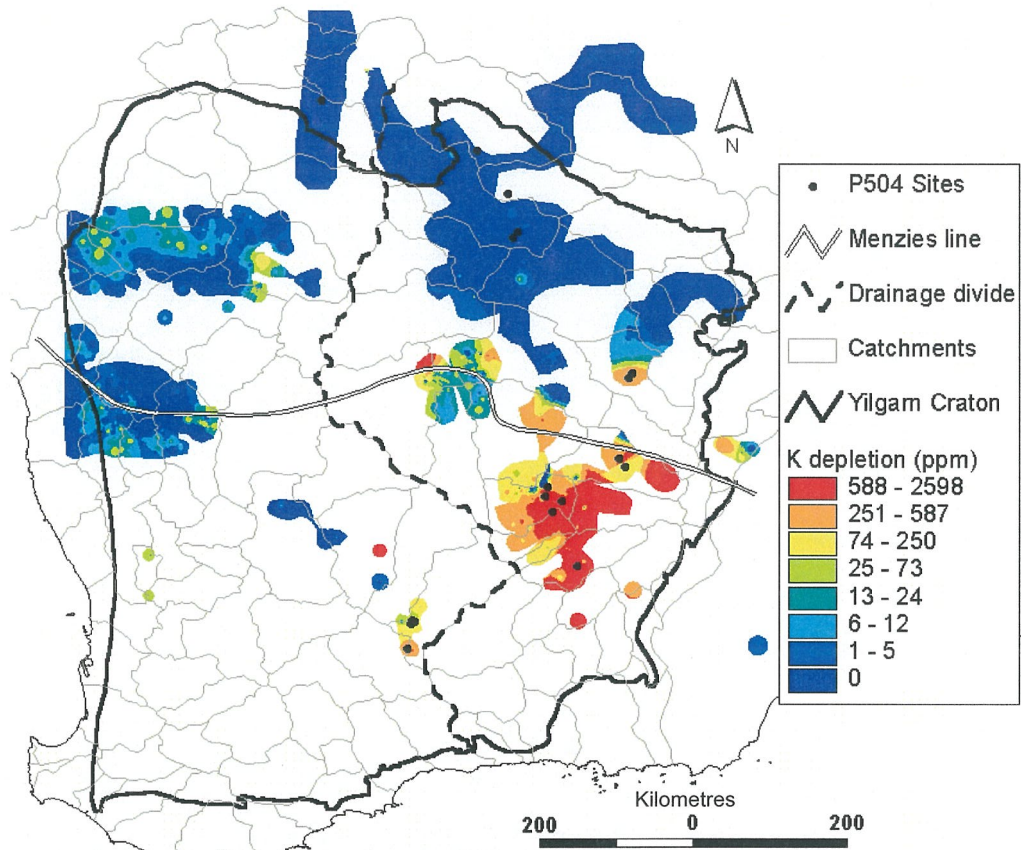 N
P504 Sites
Menzies line
Drainage divide
Catchments
Yilgarn Craton
K depletion (ppm)
588 - 2598
251 - 587
74 - 250
25 - 73
13 - 24
6 - 12
1 - 5
0
Kilometres
200 0 200